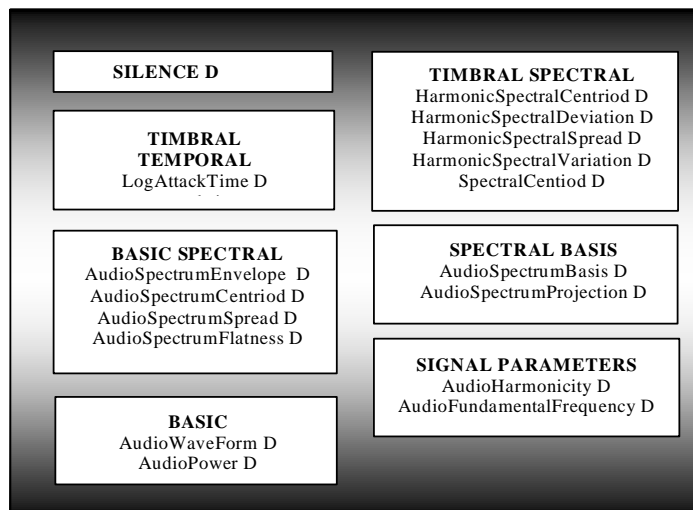 SILENCE D
TIMBRAL
TEMPORAL
LogAttackTime D
BASIC SPECTRAL
AudioSpectrumEnvelope D
AudioSpectrumCentriod D
AudioSpectrumSpread D
AudioSpectrumFlatness D
BASIC
AudioWaveForm D
AudioPower D
TIMBRAL SPECTRAL
HarmonicSpectralCentriod D
HarmonicSpectralDeviation D
HarmonicSpectralSpread D
HarmonicSpectralVariation D
SpectralCentiod D
SPECTRAL BASIS
AudioSpectrumBasis D
AudioSpectrumProjection D
SIGNAL PARAMETERS
AudioHarmonicity D
AudioFundamentalFrequency D